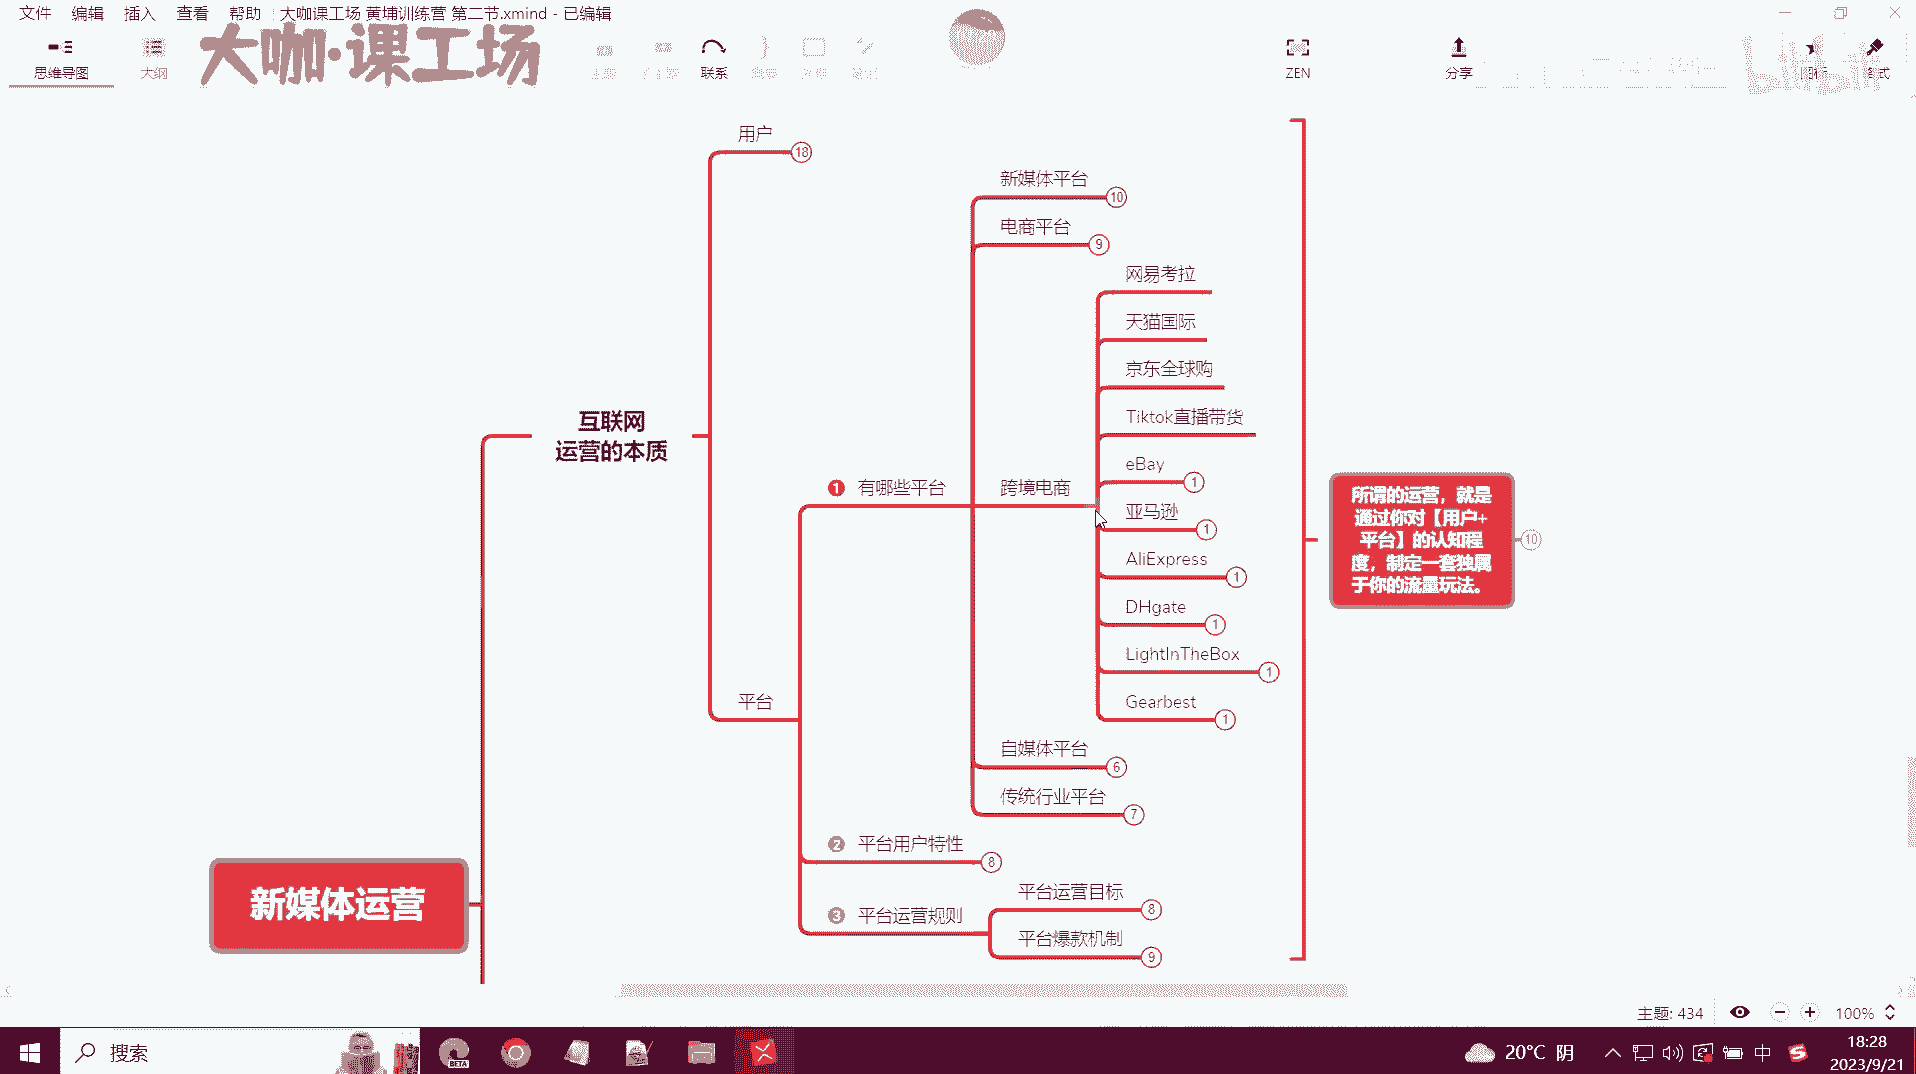 文件 编辑 插入 查看 帮助 大咖课工场 黄埔训练营 第二节.xmind - 已编辑
大咖·课工场
思维导图
大纲
联系
ZEN
分享
bilibili
用户
18
新媒体平台
10
电商平台
9
网易考拉
天猫国际
京东全球购
Tiktok直播带货
互联网
运营的本质
eBay
1
1 有哪些平台
跨境电商
亚马逊
1
AliExpress
1
DHgate
1
LightInTheBox
1
Gearbest
1
所谓的运营，就是
通过你对【用户+
平台】的认知程
度，制定一套独属
于你的流量玩法。
10
平台
自媒体平台
6
传统行业平台
7
2 平台用户特性
8
平台运营目标
8
3 平台运营规则
平台爆款机制
9
新媒体运营
主题: 434
100%
搜索
BETA
20°C 阴
中
18:28
2023/9/21